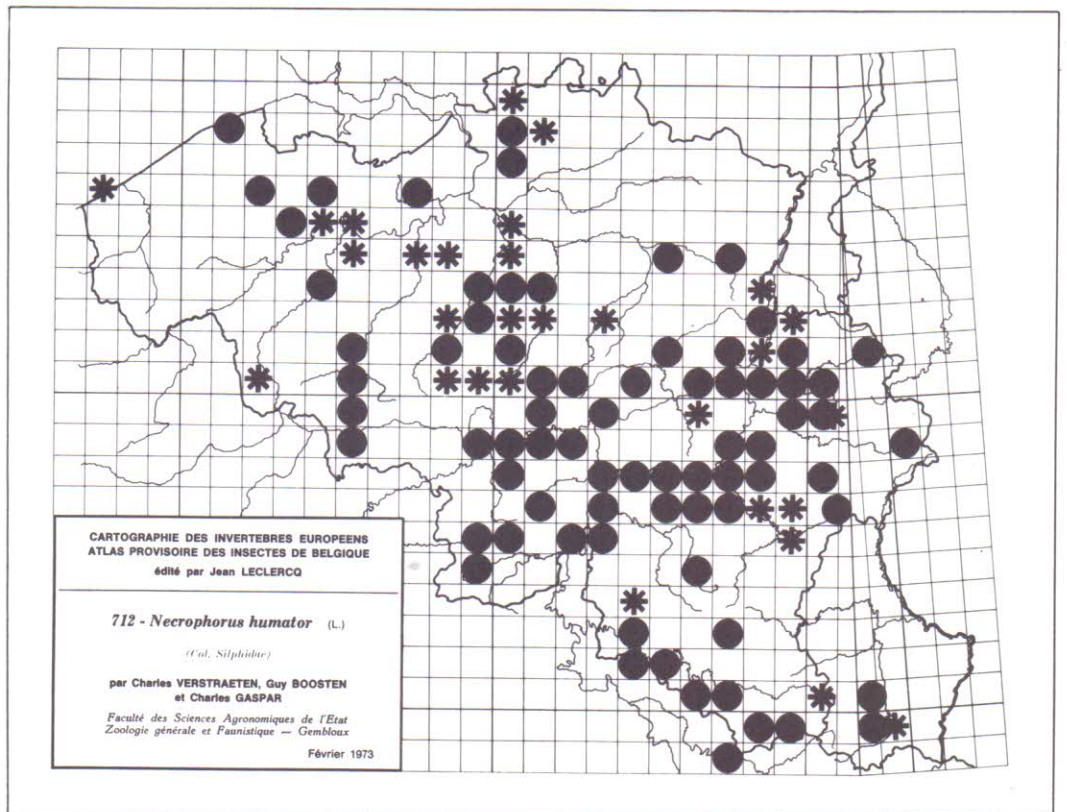 CARTOGRAPHIE DES INVERTEBRES EUROPEENS
ATLAS PROVISOIRE DES INSECTES DE BELGIQUE
édité par Jean LECLERCQ
712 - Necrophorus humator (L.)
(Col. Silphidae)
par Charles VERSTRAETEN, Guy BOOSTEN
et Charles GASPAR
Faculté des Sciences Agronomiques de l'Etat
Zoologie générale et Faunistique — Gembloux
Février 1973